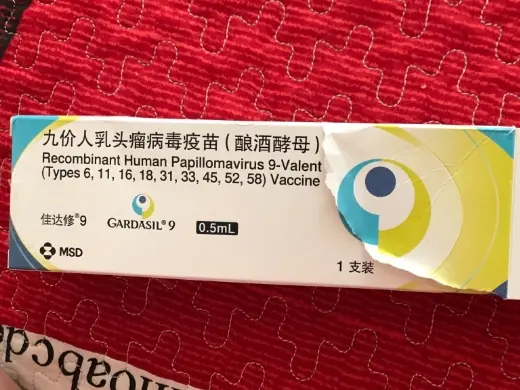 九价人乳头瘤病毒疫苗（酿酒酵母）
Recombinant Human Papillomavirus 9-Valent
(Types 6, 11, 16, 18, 31, 33, 45, 52, 58) Vaccine
佳达修®9
GARDASIL®9
0.5mL
MSD
1 支装